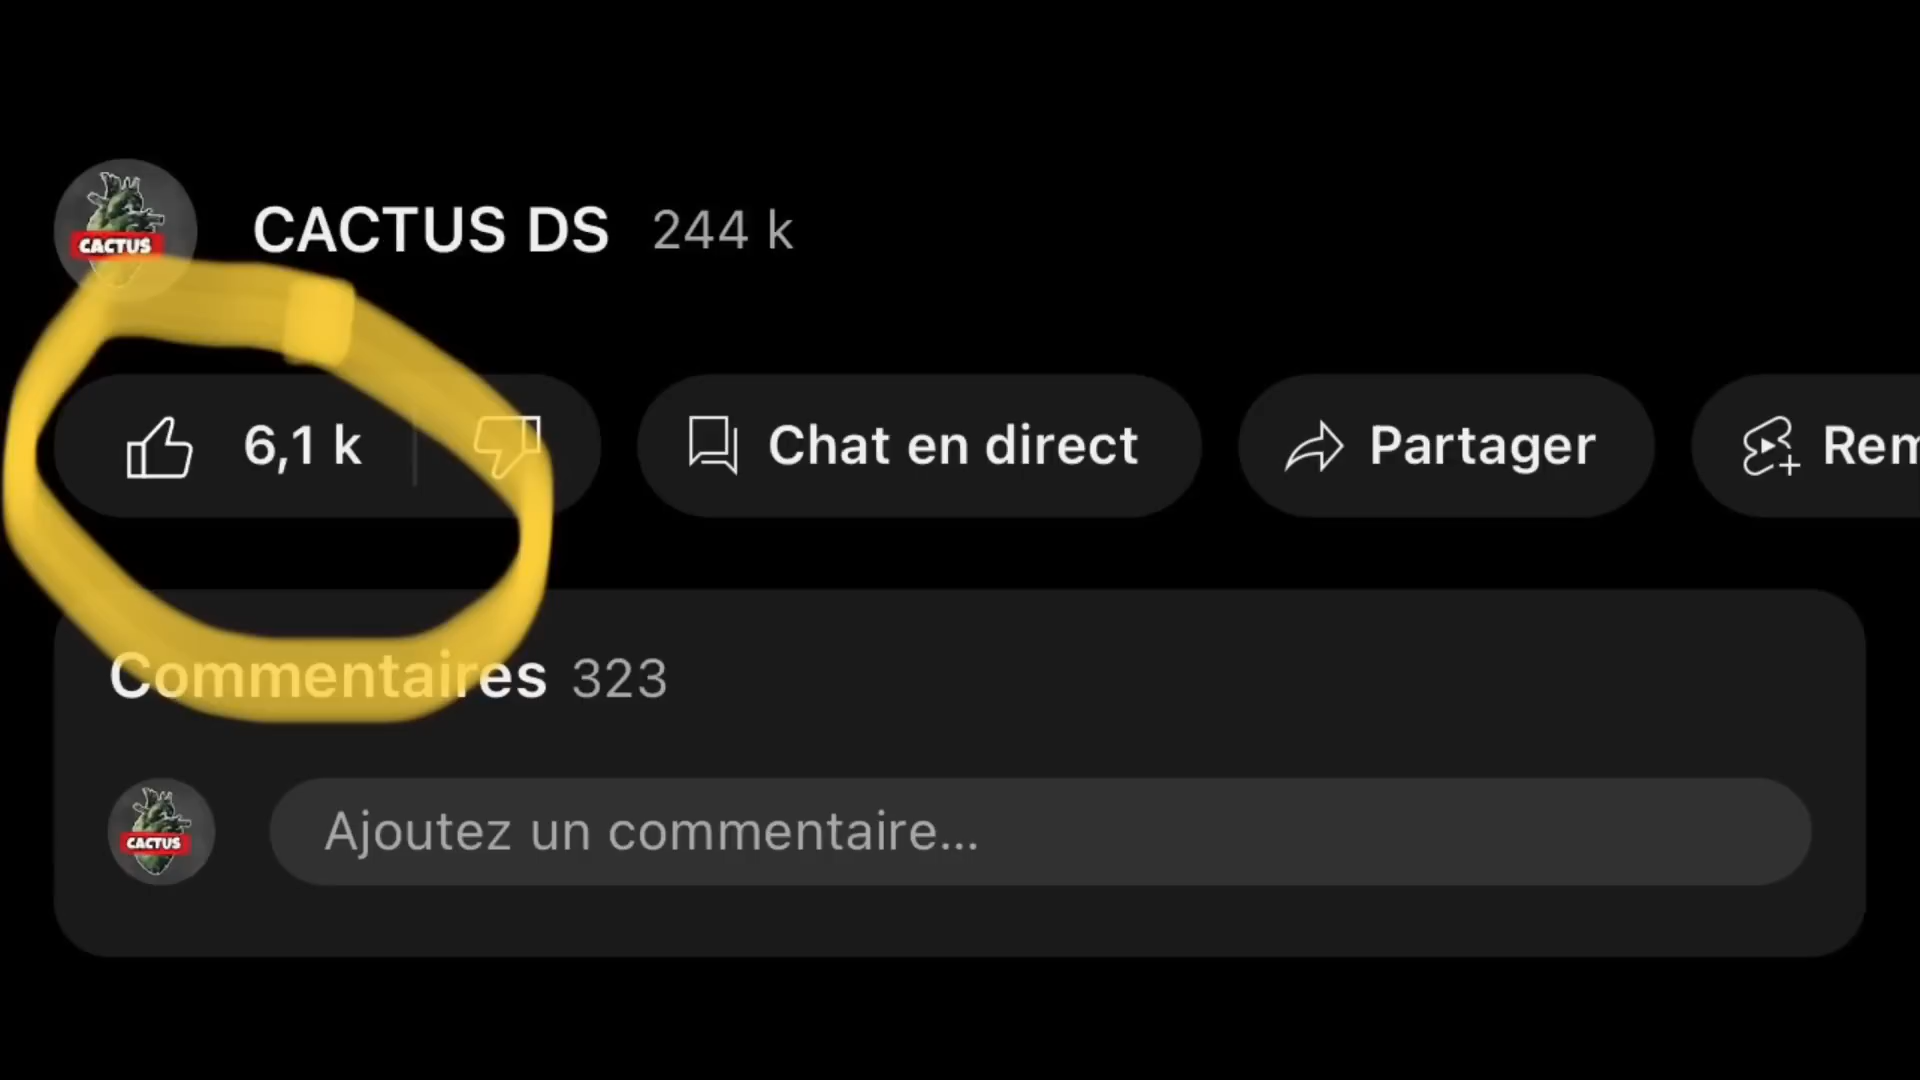 CACTUS
CACTUS DS 244 k
6,1 k Chat en direct Partager Rem
Commentaires 323
CACTUS
Ajoutez un commentaire...